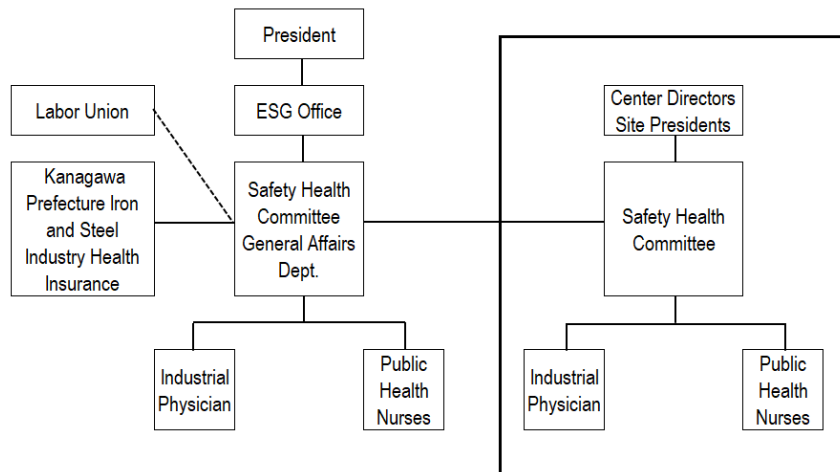 President
Labor Union
ESG Office
Center Directors
Site Presidents
Kanagawa
Prefecture Iron
and Steel
Industry Health
Insurance
Safety Health
Committee
General Affairs
Dept.
Safety Health
Committee
Industrial
Physician
Public
Health
Nurses
Industrial
Physician
Public
Health
Nurses